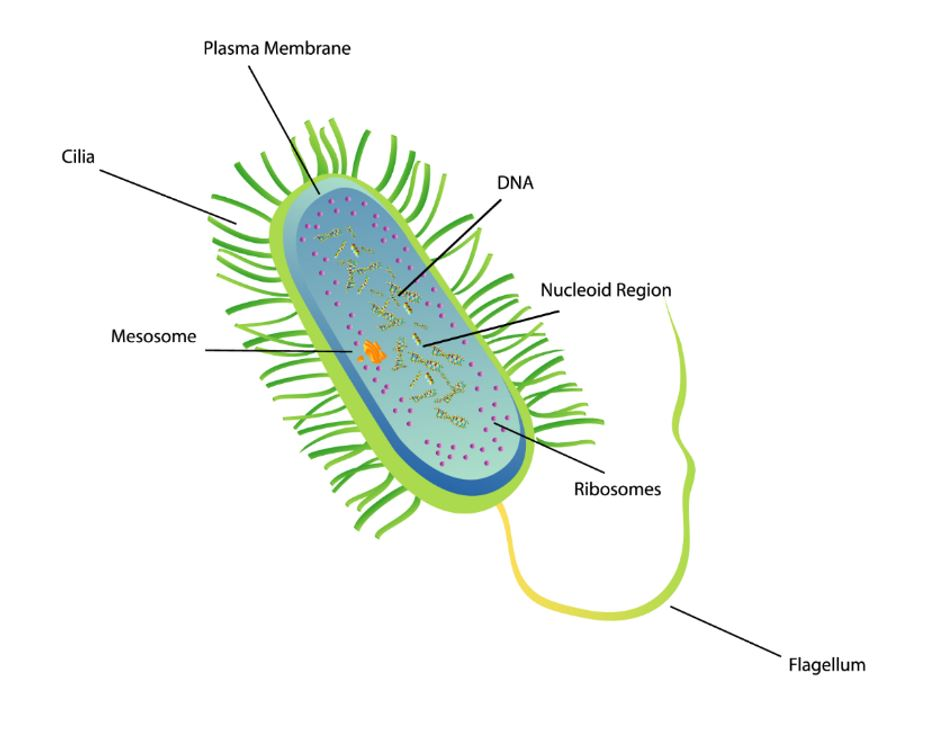 Plasma Membrane
Cilia
DNA
Nucleoid Region
Mesosome
Ribosomes
Flagellum